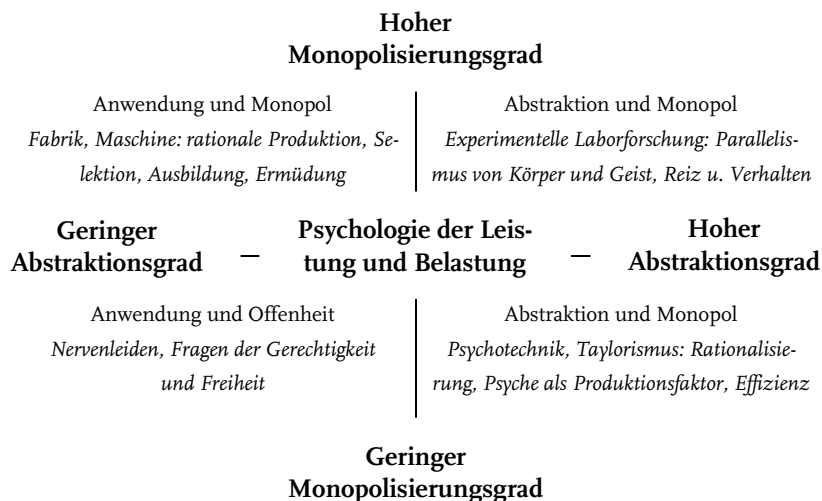 Hoher
Monopolisierungsgrad
Anwendung und Monopol
Fabrik, Maschine: rationale Produktion, Se-
lektion, Ausbildung, Ermüdung
Abstraktion und Monopol
Experimentelle Laborforschung: Parallelis-
mus von Körper und Geist, Reiz u. Verhalten
Geringer
Abstraktionsgrad
–
Psychologie der Leis-
tung und Belastung
–
Hoher
Abstraktionsgrad
Anwendung und Offenheit
Nervenleiden, Fragen der Gerechtigkeit
und Freiheit
Abstraktion und Monopol
Psychotechnik, Taylorismus: Rationalisie-
rung, Psyche als Produktionsfaktor, Effizienz
Geringer
Monopolisierungsgrad